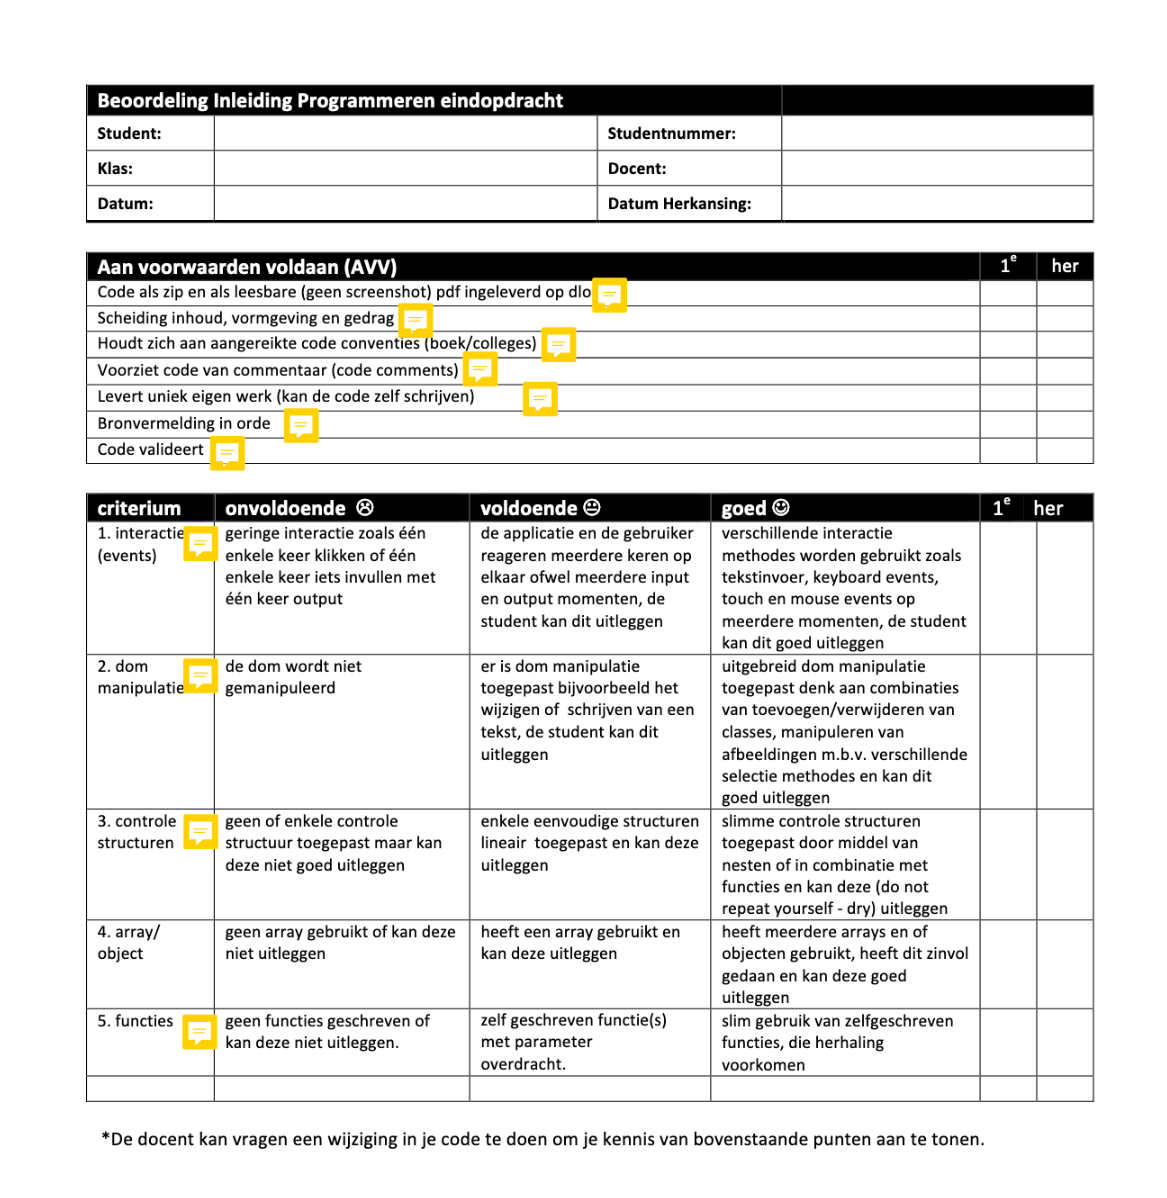 Beoordeling Inleiding Programmeren eindopdracht
Student: Studentnummer:
Klas: Docent:
Datum: Datum Herkansing:
Aan voorwaarden voldaan (AVV) 1e her
Code als zip en als leesbare (geen screenshot) pdf ingeleverd op dlo
Scheiding inhoud, vormgeving en gedrag
Houdt zich aan aangereikte code conventies (boek/colleges)
Voorziet code van commentaar (code comments)
Levert uniek eigen werk (kan de code zelf schrijven)
Bronvermelding in orde
Code valideert
criterium onvoldoende ☹ voldoende 😐 goed ☺ 1e her
1. interactie
(events)
geringe interactie zoals één
enkele keer klikken of één
enkele keer iets invullen met
één keer output
de applicatie en de gebruiker
reageren meerdere keren op
elkaar ofwel meerdere input
en output momenten, de
student kan dit uitleggen
verschillende interactie
methodes worden gebruikt zoals
tekstinvoer, keyboard events,
touch en mouse events op
meerdere momenten, de student
kan dit goed uitleggen
2. dom
manipulatie
de dom wordt niet
gemanipuleerd
er is dom manipulatie
toegepast bijvoorbeeld het
wijzigen of  schrijven van een
tekst, de student kan dit
uitleggen
uitgebreid dom manipulatie
toegepast denk aan combinaties
van toevoegen/verwijderen van
classes, manipuleren van
afbeeldingen m.b.v. verschillende
selectie methodes en kan dit
goed uitleggen
3. controle
structuren
geen of enkele controle
structuur toegepast maar kan
deze niet goed uitleggen
enkele eenvoudige structuren
lineair  toegepast en kan deze
uitleggen
slimme controle structuren
toegepast door middel van
nesten of in combinatie met
functies en kan deze (do not
repeat yourself - dry) uitleggen
4. array/
object
geen array gebruikt of kan deze
niet uitleggen
heeft een array gebruikt en
kan deze uitleggen
heeft meerdere arrays en of
objecten gebruikt, heeft dit zinvol
gedaan en kan deze goed
uitleggen
5. functies
geen functies geschreven of
kan deze niet uitleggen.
zelf geschreven functie(s)
met parameter
overdracht.
slim gebruik van zelfgeschreven
functies, die herhaling
voorkomen
*De docent kan vragen een wijziging in je code te doen om je kennis van bovenstaande punten aan te tonen.